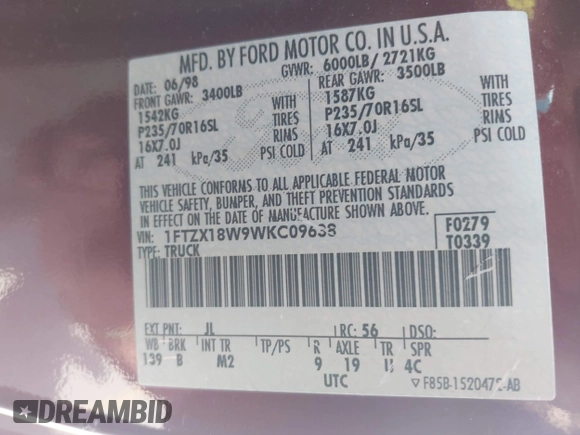 MFD. BY FORD MOTOR CO. IN U.S.A.
DATE: 06/98 GVWR: 6000LB/ 2721KG
FRONT GAWR: 3400LB REAR GAWR: 3500LB
1542KG WITH 1587KG WITH
P235/70R16SL TIRES P235/70R16SL TIRES
16X7.0J RIMS 16X7.0J RIMS
AT 241 kPa/35 PSI COLD AT 241 kPa/35 PSI COLD
THIS VEHICLE CONFORMS TO ALL APPLICABLE FEDERAL MOTOR
VEHICLE SAFETY, BUMPER, AND THEFT PREVENTION STANDARDS
IN EFFECT ON THE DATE OF MANUFACTURE SHOWN ABOVE.
VIN: 1FTZX18W9WKC09638 F0279
TYPE: TRUCK T0339
EXT PNT: JL RC: 56 DSO:
WB BRK INT TR TP/PS R AXLE TR SPR
139 B M2 9 19 4C
UTC F85B-1520472-AB
DREAMBID